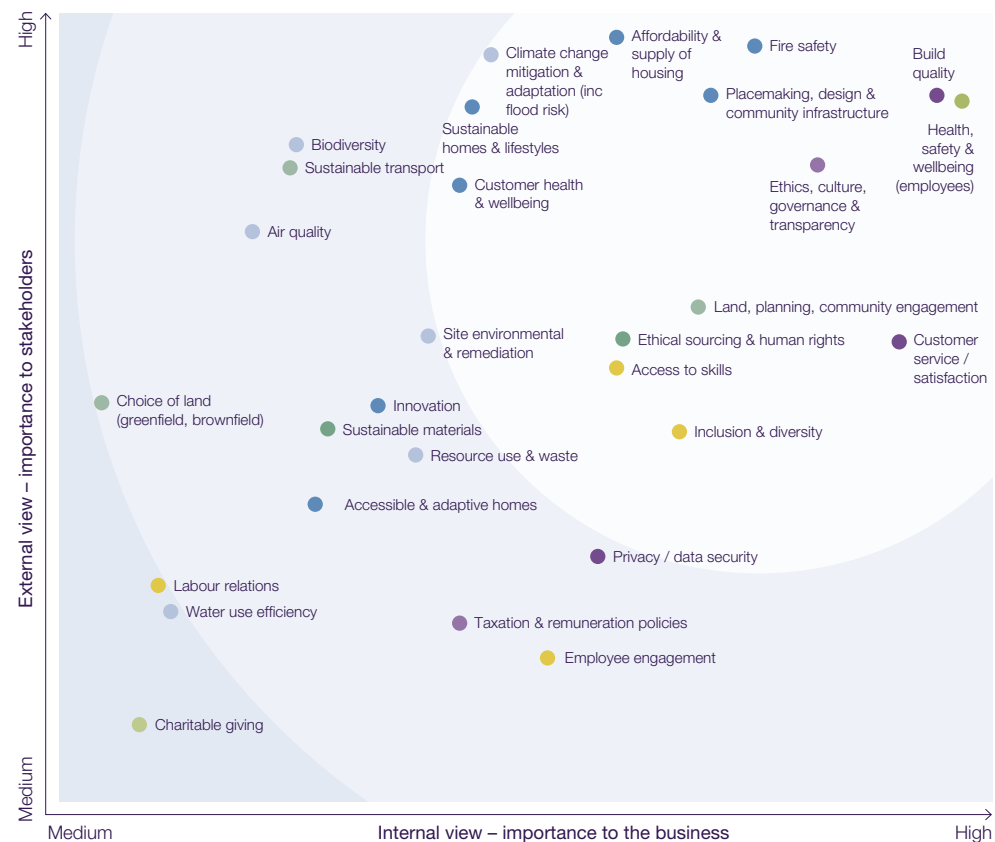 High
External view – importance to stakeholders
Medium
Climate change
mitigation &
adaptation (inc
flood risk)
Affordability &
supply of
housing
Fire safety
Build
quality
Placemaking, design &
community infrastructure
Health,
safety &
wellbeing
(employees)
Sustainable
homes & lifestyles
Biodiversity
Sustainable transport
Customer health
& wellbeing
Ethics, culture,
governance &
transparency
Air quality
Land, planning, community engagement
Site environmental
& remediation
Ethical sourcing & human rights
Customer
service /
satisfaction
Access to skills
Choice of land
(greenfield, brownfield)
Innovation
Sustainable materials
Inclusion & diversity
Resource use & waste
Accessible & adaptive homes
Privacy / data security
Labour relations
Water use efficiency
Taxation & remuneration policies
Employee engagement
Charitable giving
Medium
Internal view – importance to the business
High